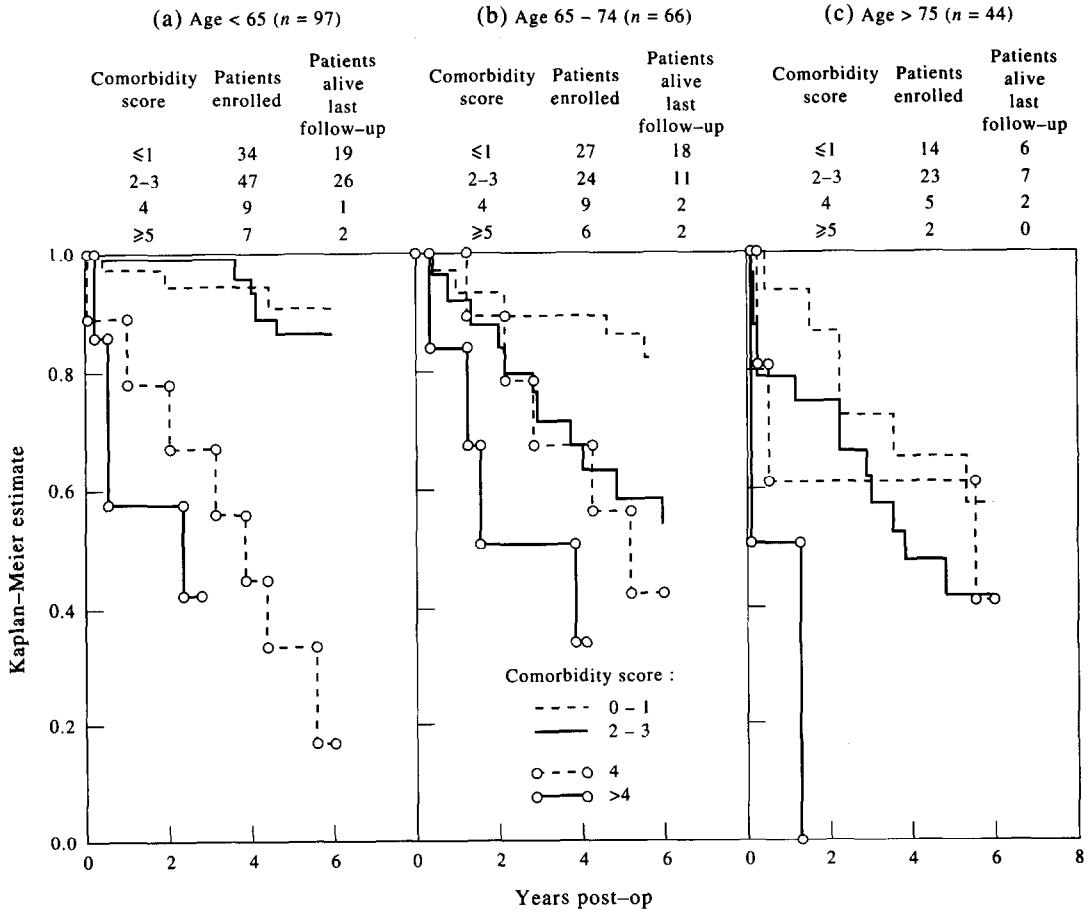 (a) Age < 65 (n = 97)
Comorbidity score Patients enrolled Patients alive last follow–up
⩽1 34 19
2–3 47 26
4 9 1
⩾5 7 2
(b) Age 65 – 74 (n = 66)
Comorbidity score Patients enrolled Patients alive last follow–up
⩽1 27 18
2–3 24 11
4 9 2
⩾5 6 2
(c) Age > 75 (n = 44)
Comorbidity score Patients enrolled Patients alive last follow–up
⩽1 14 6
2–3 23 7
4 5 2
⩾5 2 0
Kaplan–Meier estimate
1.0
0.8
0.6
0.4
0.2
0.0
Comorbidity score :
0 – 1
2 – 3
4
>4
0 2 4 6 0 2 4 6 0 2 4 6 8
Years post–op